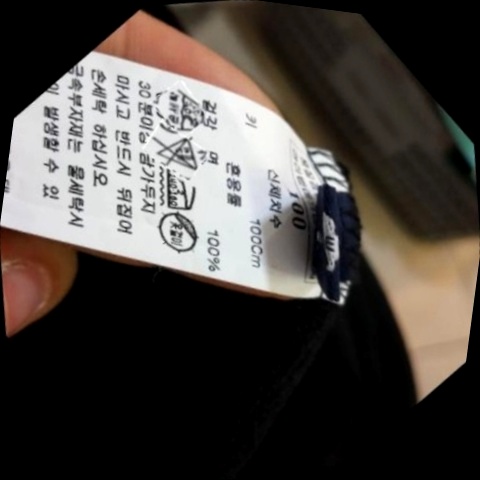 100
신체치수
키 100Cm
혼용률
겉감 면 100%
30분이상 담가두지
마시고 반드시 뒤집어
손세탁 하십시오
금속부자재는 물세탁시
발생할 수 있